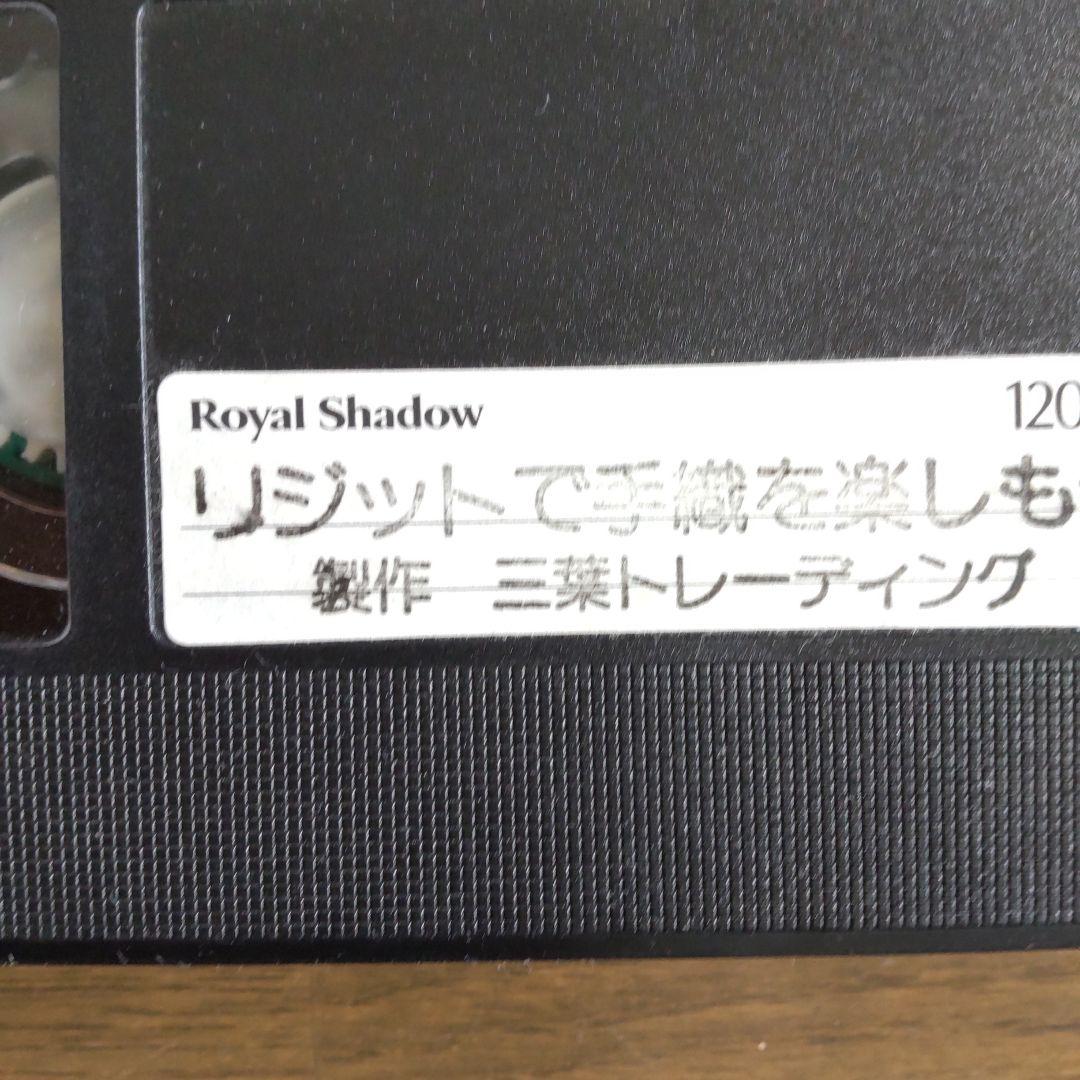 Royal Shadow 120
リジットで手織を楽しも
製作 三葉トレーディング